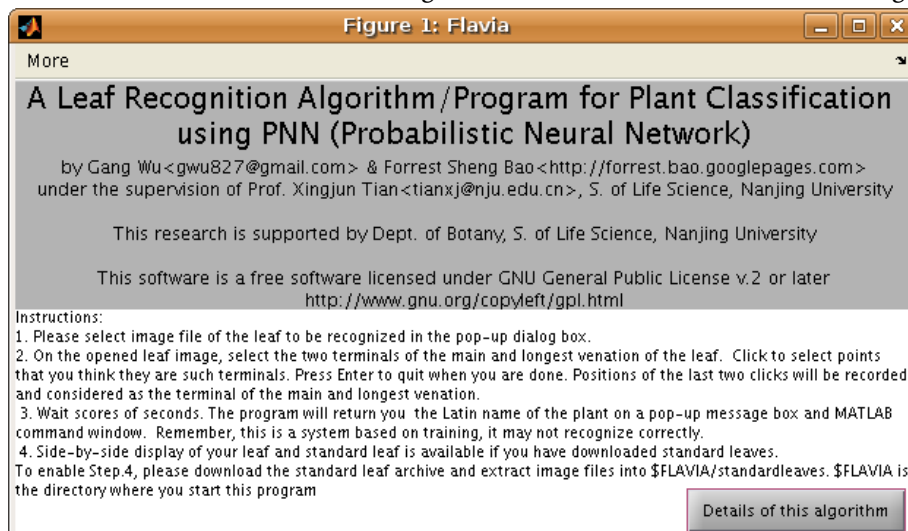 Figure 1: Flavia
More
A Leaf Recognition Algorithm/Program for Plant Classification
using PNN (Probabilistic Neural Network)
by Gang Wu<gwu827@gmail.com> & Forrest Sheng Bao<http://forrest.bao.googlepages.com>
under the supervision of Prof. Xingjun Tian<tianxj@nju.edu.cn>, S. of Life Science, Nanjing University
This research is supported by Dept. of Botany, S. of Life Science, Nanjing University
This software is a free software licensed under GNU General Public License v.2 or later
http://www.gnu.org/copyleft/gpl.html
Instructions:
1. Please select image file of the leaf to be recognized in the pop-up dialog box.
2. On the opened leaf image, select the two terminals of the main and longest venation of the leaf. Click to select points
that you think they are such terminals. Press Enter to quit when you are done. Positions of the last two clicks will be recorded
and considered as the terminal of the main and longest venation.
3. Wait scores of seconds. The program will return you the Latin name of the plant on a pop-up message box and MATLAB
command window. Remember, this is a system based on training, it may not recognize correctly.
4. Side-by-side display of your leaf and standard leaf is available if you have downloaded standard leaves.
To enable Step.4, please download the standard leaf archive and extract image files into $FLAVIA/standardleaves. $FLAVIA is
the directory where you start this program
Details of this algorithm